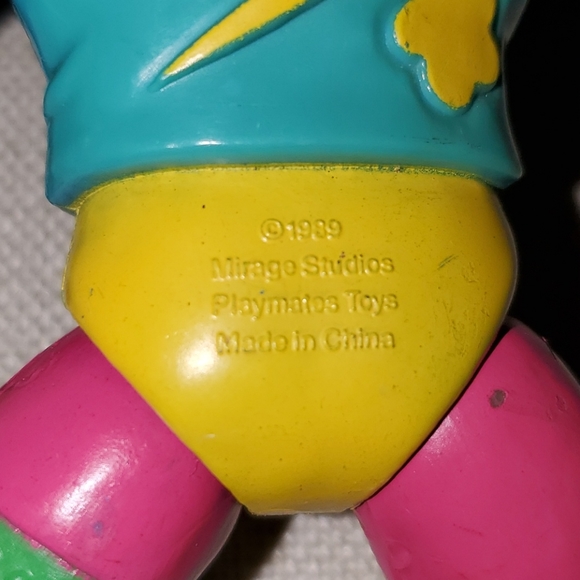 ©1989
Mirage Studios
Playmates Toys
Made in China